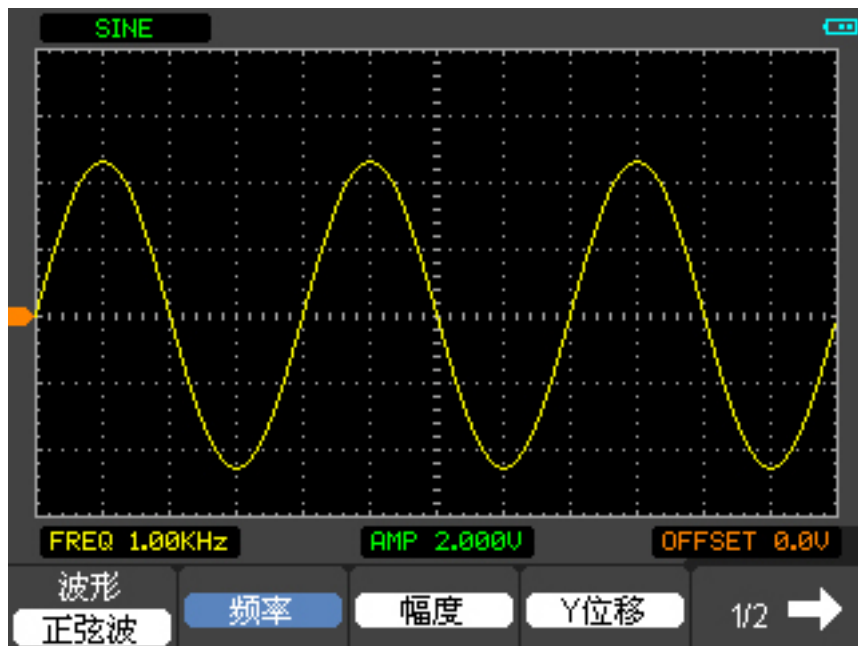 SINE
FREQ 1.00KHz
AMP 2.000V
OFFSET 0.0V
波形
正弦波
频率
幅度
Y位移
1/2